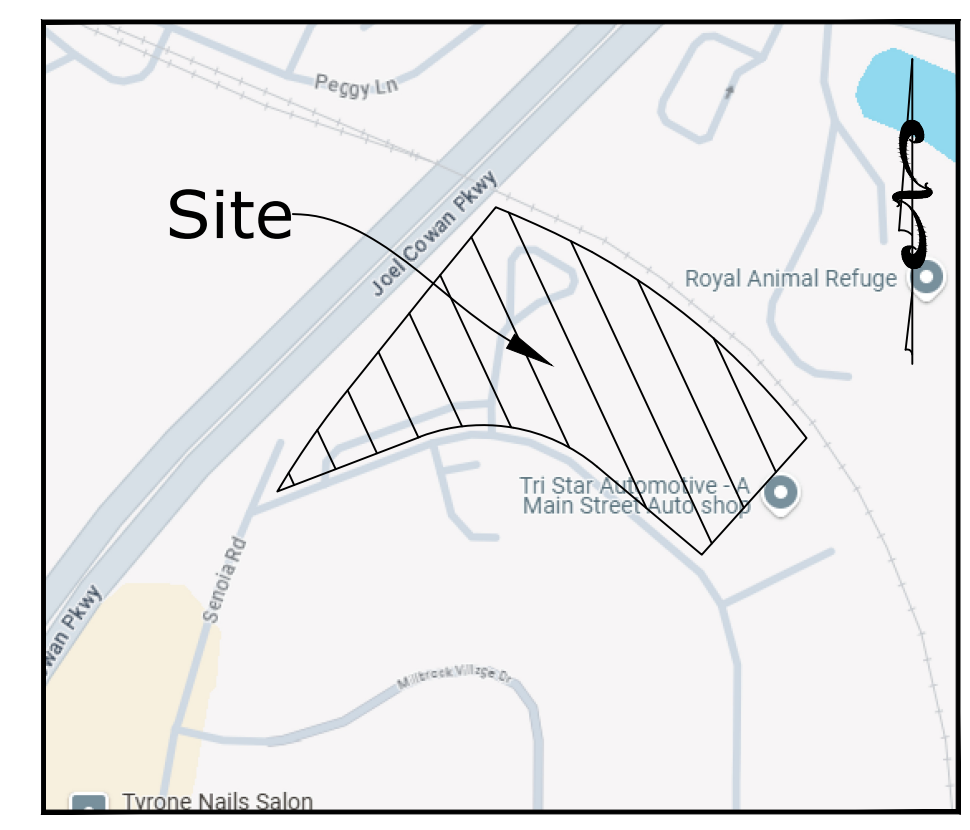 Peggy Ln
Site
Joel Cowan Pkwy
Royal Animal Refuge
Tri Star Automotive - A
Main Street Auto shop
Senoia Rd
wan Pkwy
Millbrook Village Dr
Tyrone Nails Salon